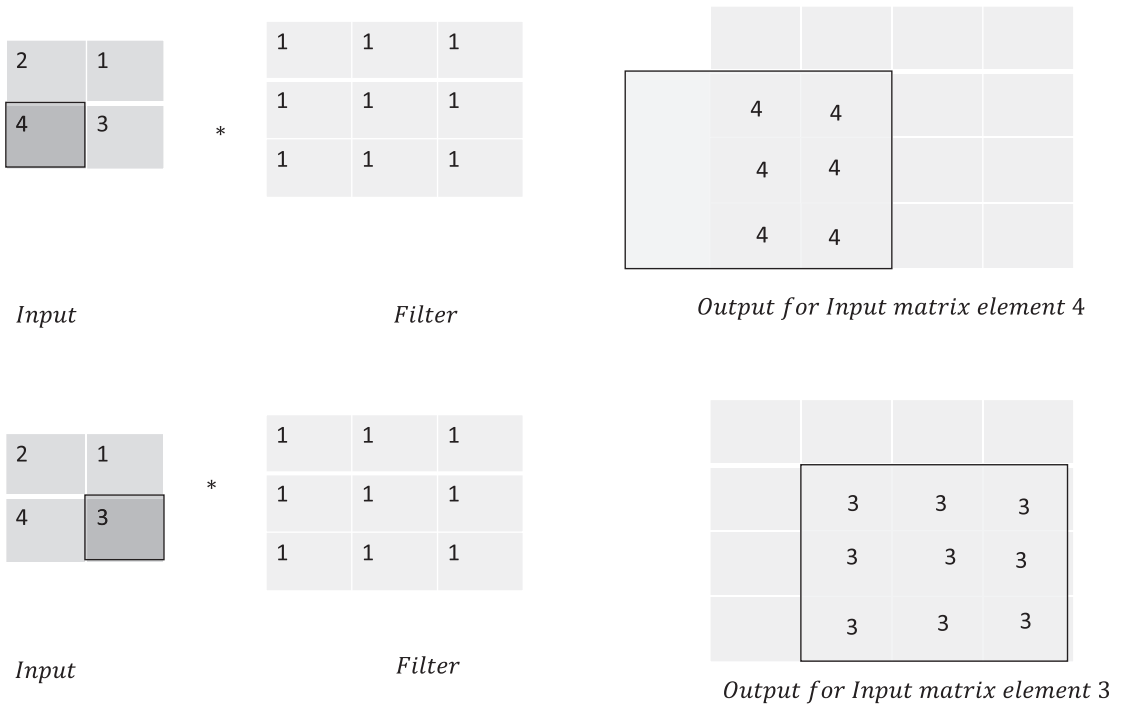 2 1
4 3
*
1 1 1
1 1 1
1 1 1
4 4
4 4
4 4
Input
Filter
Output for Input matrix element 4
2 1
4 3
*
1 1 1
1 1 1
1 1 1
3 3 3
3 3 3
3 3 3
Input
Filter
Output for Input matrix element 3